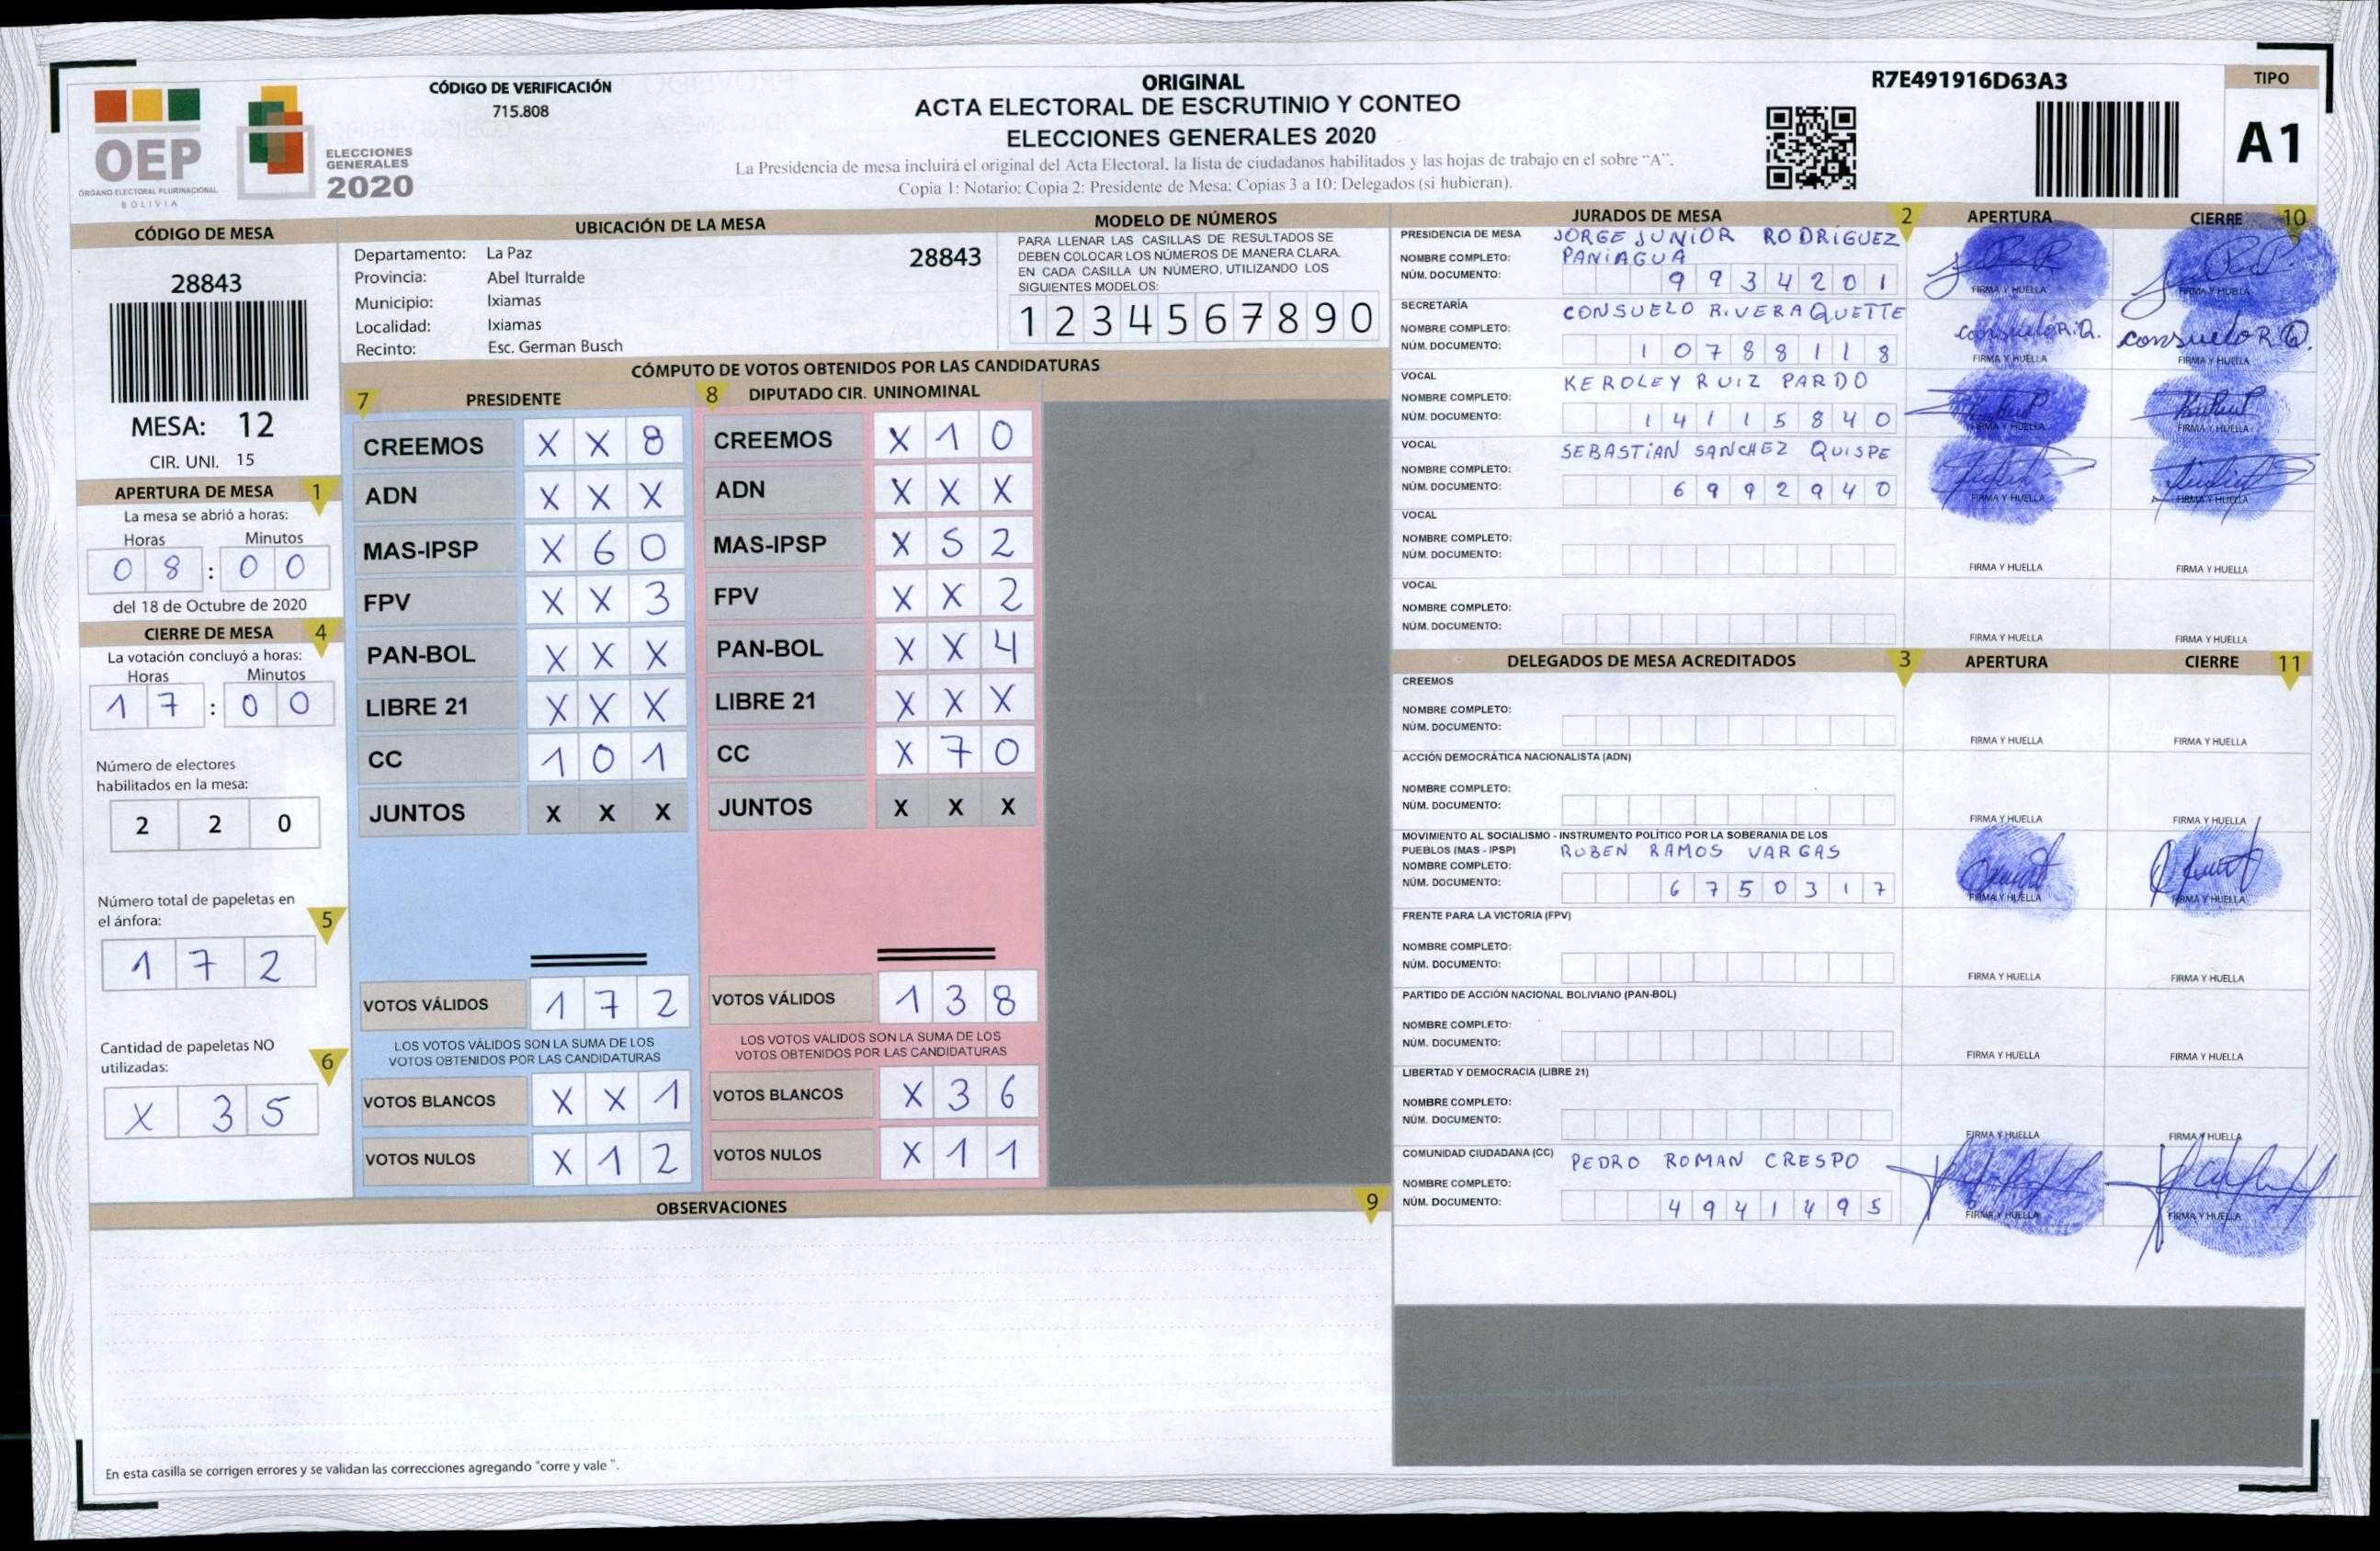 OEP
ÓRGANO ELECTORAL PLURINACIONAL
BOLIVIA
ELECCIONES
GENERALES
2020
CÓDIGO DE VERIFICACIÓN
715.808
ORIGINAL
ACTA ELECTORAL DE ESCRUTINIO Y CONTEO
ELECCIONES GENERALES 2020
La Presidencia de mesa incluirá el original del Acta Electoral, la lista de ciudadanos habilitados y las hojas de trabajo en el sobre "A".
Copia 1: Notario; Copia 2: Presidente de Mesa; Copias 3 a 10: Delegados (si hubieran).
R7E491916D63A3
TIPO
A1
CÓDIGO DE MESA
28843
MESA: 12
CIR. UNI. 15
APERTURA DE MESA 1
La mesa se abrió a horas:
Horas Minutos
0 8 : 0 0
del 18 de Octubre de 2020
CIERRE DE MESA 4
La votación concluyó a horas:
Horas Minutos
1 7 : 0 0
Número de electores
habilitados en la mesa:
2 2 0
Número total de papeletas en
el ánfora: 5
1 7 2
Cantidad de papeletas NO
utilizadas: 6
X 3 5
UBICACIÓN DE LA MESA
Departamento: La Paz 28843
Provincia: Abel Iturralde
Municipio: Ixiamas
Localidad: Ixiamas
Recinto: Esc. German Busch
MODELO DE NÚMEROS
PARA LLENAR LAS CASILLAS DE RESULTADOS SE
DEBEN COLOCAR LOS NÚMEROS DE MANERA CLARA.
EN CADA CASILLA UN NÚMERO, UTILIZANDO LOS
SIGUIENTES MODELOS:
1 2 3 4 5 6 7 8 9 0
CÓMPUTO DE VOTOS OBTENIDOS POR LAS CANDIDATURAS
7 PRESIDENTE
CREEMOS X X 8
ADN X X X
MAS-IPSP X 6 0
FPV X X 3
PAN-BOL X X X
LIBRE 21 X X X
CC 1 0 1
JUNTOS X X X
VOTOS VÁLIDOS 1 7 2
LOS VOTOS VÁLIDOS SON LA SUMA DE LOS
VOTOS OBTENIDOS POR LAS CANDIDATURAS
VOTOS BLANCOS X X 1
VOTOS NULOS X 1 2
8 DIPUTADO CIR. UNINOMINAL
CREEMOS X 1 0
ADN X X X
MAS-IPSP X 5 2
FPV X X 2
PAN-BOL X X 4
LIBRE 21 X X X
CC X 7 0
JUNTOS X X X
VOTOS VÁLIDOS 1 3 8
LOS VOTOS VÁLIDOS SON LA SUMA DE LOS
VOTOS OBTENIDOS POR LAS CANDIDATURAS
VOTOS BLANCOS X 3 6
VOTOS NULOS X 1 1
OBSERVACIONES 9
En esta casilla se corrigen errores y se validan las correcciones agregando "corre y vale ".
JURADOS DE MESA 2 APERTURA CIERRE 10
PRESIDENCIA DE MESA JORGE JUNIOR RODRIGUEZ
NOMBRE COMPLETO: PANIAGUA
NÚM. DOCUMENTO: 9 9 3 4 2 0 1
FIRMA Y HUELLA FIRMA Y HUELLA
SECRETARÍA CONSUELO RIVERA QUETTE
NOMBRE COMPLETO: consuelo R.Q. consuelo R Q.
NÚM. DOCUMENTO: 1 0 7 8 8 1 1 8
FIRMA Y HUELLA FIRMA Y HUELLA
VOCAL KEROLEY RUIZ PARDO
NOMBRE COMPLETO:
NÚM. DOCUMENTO: 1 4 1 1 5 8 4 0
FIRMA Y HUELLA FIRMA Y HUELLA
VOCAL SEBASTIAN SANCHEZ QUISPE
NOMBRE COMPLETO:
NÚM. DOCUMENTO: 6 9 9 2 9 4 0
FIRMA Y HUELLA FIRMA Y HUELLA
VOCAL
NOMBRE COMPLETO:
NÚM. DOCUMENTO:
FIRMA Y HUELLA FIRMA Y HUELLA
VOCAL
NOMBRE COMPLETO:
NÚM. DOCUMENTO:
FIRMA Y HUELLA FIRMA Y HUELLA
DELEGADOS DE MESA ACREDITADOS 3 APERTURA CIERRE 11
CREEMOS
NOMBRE COMPLETO:
NÚM. DOCUMENTO:
FIRMA Y HUELLA FIRMA Y HUELLA
ACCIÓN DEMOCRÁTICA NACIONALISTA (ADN)
NOMBRE COMPLETO:
NÚM. DOCUMENTO:
FIRMA Y HUELLA FIRMA Y HUELLA
MOVIMIENTO AL SOCIALISMO - INSTRUMENTO POLÍTICO POR LA SOBERANIA DE LOS
PUEBLOS (MAS - IPSP) RUBEN RAMOS VARGAS
NOMBRE COMPLETO:
NÚM. DOCUMENTO: 6 7 5 0 3 1 7
FIRMA Y HUELLA FIRMA Y HUELLA
FRENTE PARA LA VICTORIA (FPV)
NOMBRE COMPLETO:
NÚM. DOCUMENTO:
FIRMA Y HUELLA FIRMA Y HUELLA
PARTIDO DE ACCIÓN NACIONAL BOLIVIANO (PAN-BOL)
NOMBRE COMPLETO:
NÚM. DOCUMENTO:
FIRMA Y HUELLA FIRMA Y HUELLA
LIBERTAD Y DEMOCRACIA (LIBRE 21)
NOMBRE COMPLETO:
NÚM. DOCUMENTO:
FIRMA Y HUELLA FIRMA Y HUELLA
COMUNIDAD CIUDADANA (CC) PEDRO ROMAN CRESPO
NOMBRE COMPLETO:
NÚM. DOCUMENTO: 4 9 4 1 4 9 5
FIRMA Y HUELLA FIRMA Y HUELLA